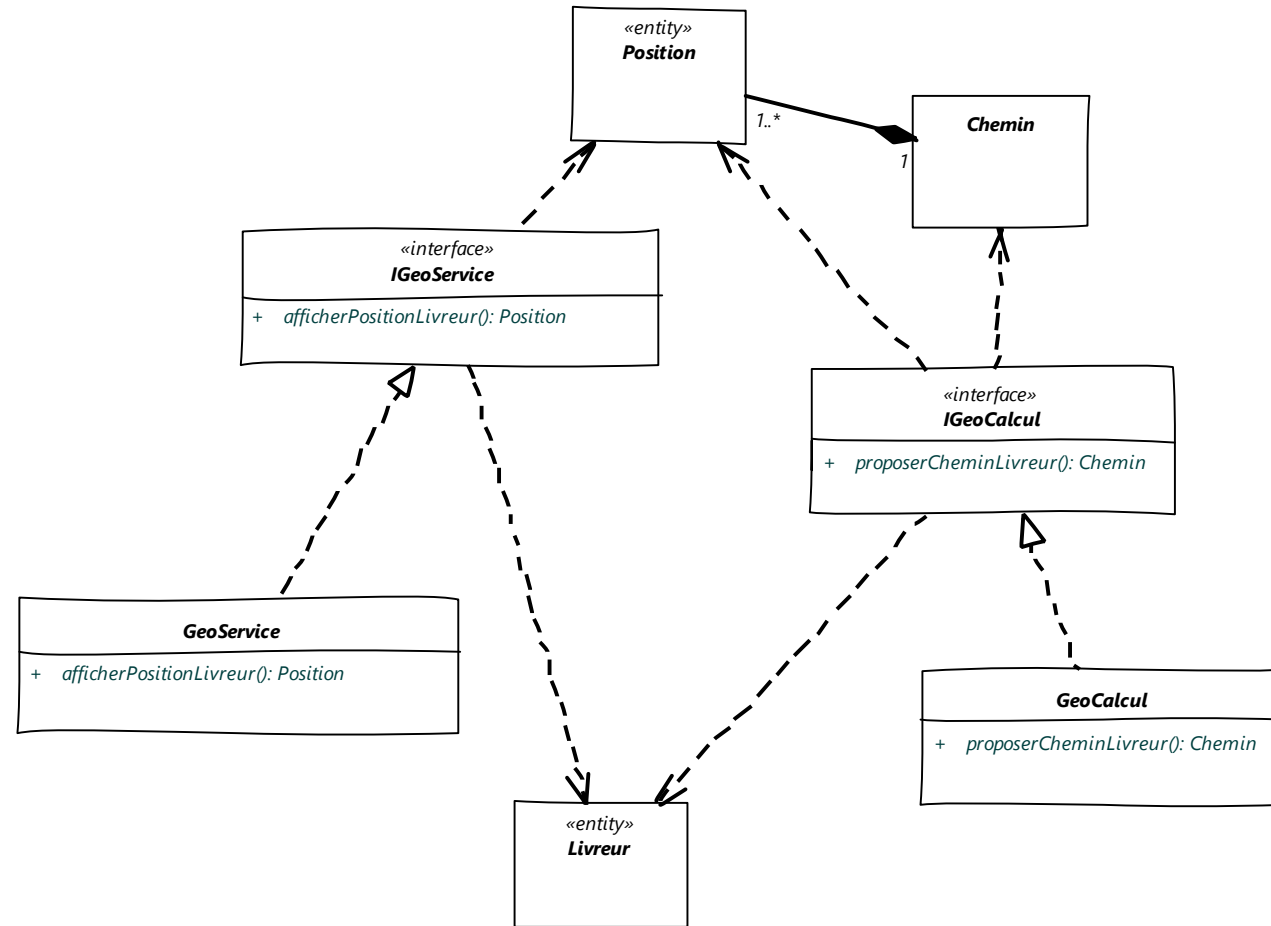 «entity»
Position
1..*
Chemin
1
«interface»
IGeoService
+ afficherPositionLivreur(): Position
«interface»
IGeoCalcul
+ proposerCheminLivreur(): Chemin
GeoService
+ afficherPositionLivreur(): Position
GeoCalcul
+ proposerCheminLivreur(): Chemin
«entity»
Livreur